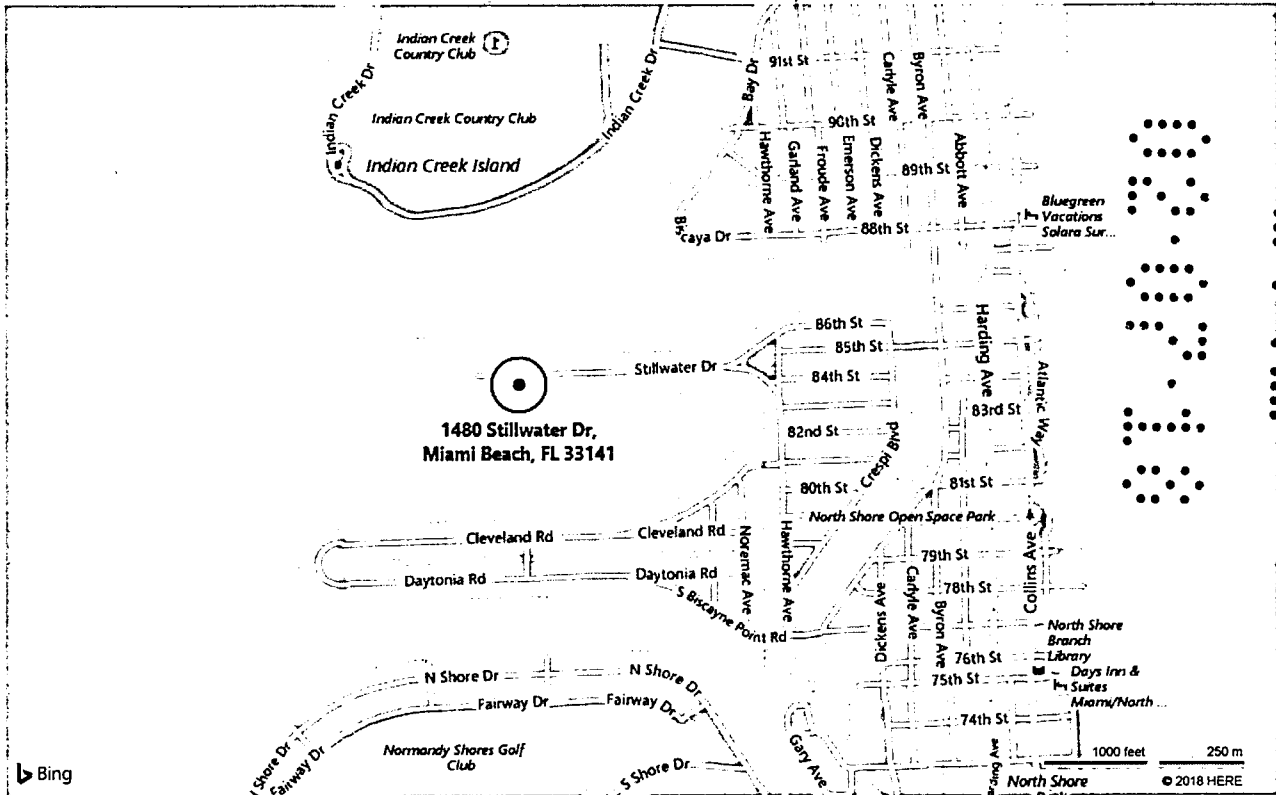 Indian Creek
Country Club
1
Indian Creek Dr
Indian Creek Country Club
Indian Creek Island
Indian Creek Dr
Bay Dr
91st St
Carlyle Ave
Byron Ave
90th St
Hawthorne Ave
Garland Ave
Froude Ave
Emerson Ave
Dickens Ave
89th St
Abbott Ave
Biscaya Dr
88th St
Bluegreen
Vacations
Solara Sur...
86th St
85th St
84th St
Harding Ave
Atlantic Way
Stillwater Dr
1480 Stillwater Dr,
Miami Beach, FL 33141
83rd St
82nd St
Crespi Blvd
80th St
81st St
North Shore Open Space Park
Cleveland Rd
Cleveland Rd
Noremac Ave
Hawthorne Ave
79th St
Collins Ave
Daytonia Rd
Daytonia Rd
78th St
S Biscayne Point Rd
Dickens Ave
Carlyle Ave
Byron Ave
North Shore
Branch
Library
76th St
75th St
Days Inn &
Suites
Miami/North ...
N Shore Dr
N Shore Dr
Fairway Dr
Fairway Dr
74th St
Shore Dr
Fairway Dr
Normandy Shores Golf
Club
S Shore Dr
Gary Ave
1000 feet
250 m
Bing
North Shore
© 2018 HERE